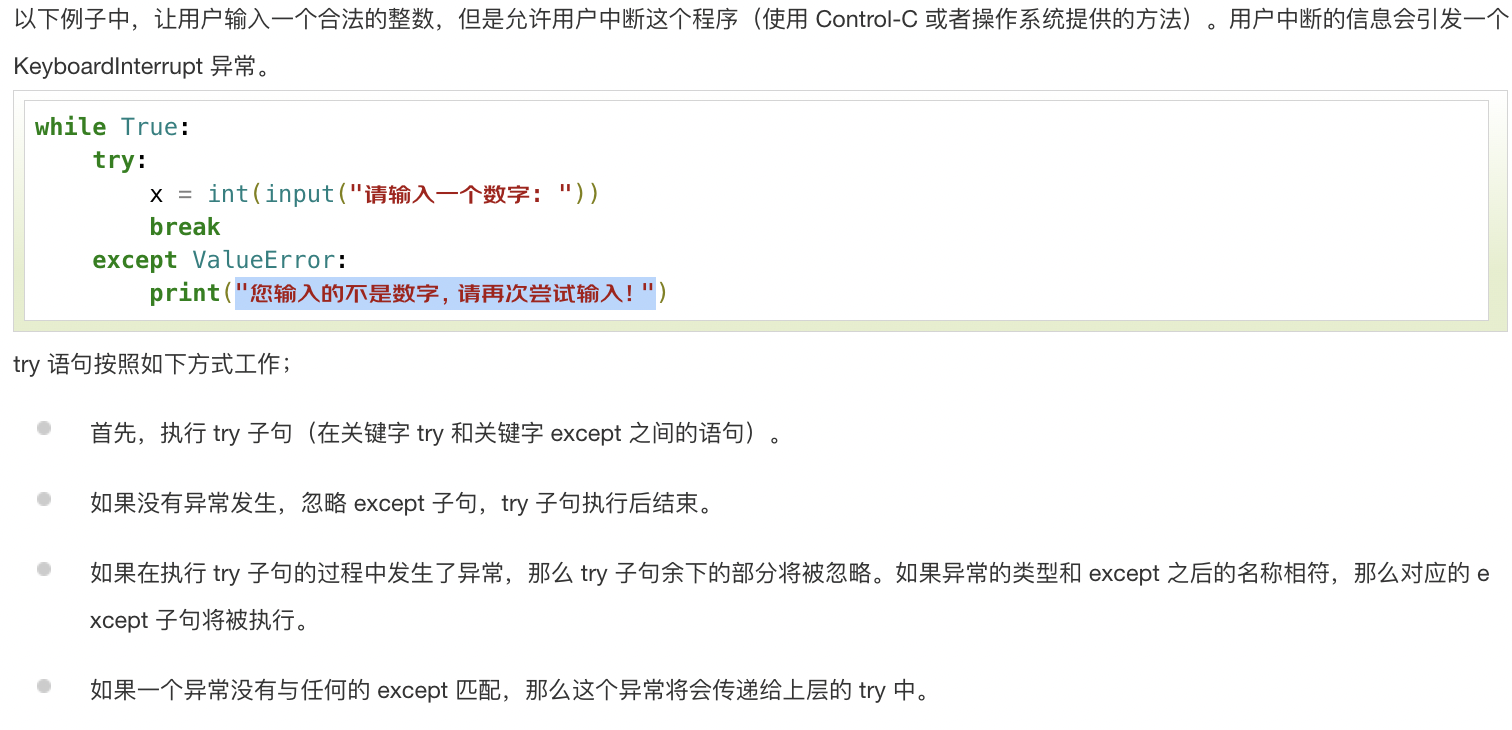 以下例子中，让用户输入一个合法的整数，但是允许用户中断这个程序（使用 Control-C 或者操作系统提供的方法）。用户中断的信息会引发一个
KeyboardInterrupt 异常。
while True:
    try:
        x = int(input("请输入一个数字: "))
        break
    except ValueError:
        print("您输入的不是数字, 请再次尝试输入! ")
try 语句按照如下方式工作；
首先，执行 try 子句（在关键字 try 和关键字 except 之间的语句）。
如果没有异常发生，忽略 except 子句，try 子句执行后结束。
如果在执行 try 子句的过程中发生了异常，那么 try 子句余下的部分将被忽略。如果异常的类型和 except 之后的名称相符，那么对应的 e
xcept 子句将被执行。
如果一个异常没有与任何的 except 匹配，那么这个异常将会传递给上层的 try 中。